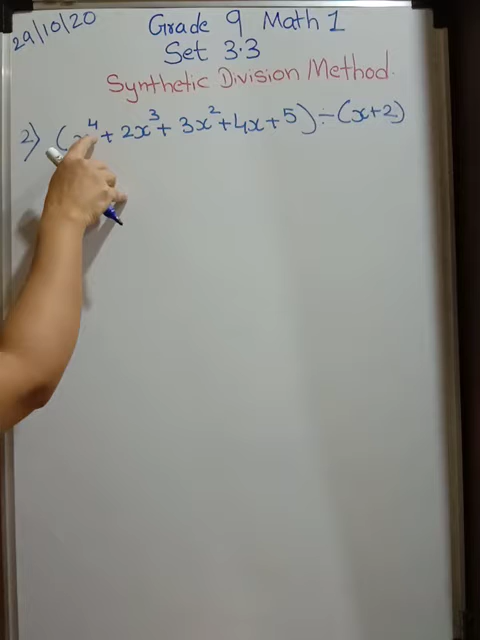 29/10/20
Grade 9 Math 1
Set 3.3
Synthetic Division Method.
2) (x⁴ + 2x³ + 3x² + 4x + 5) ÷ (x+2)